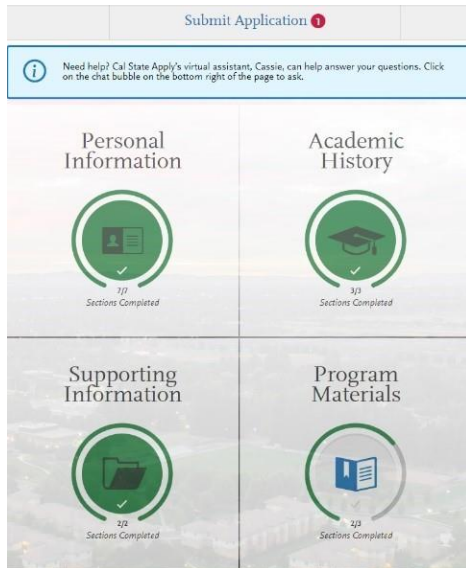 Submit Application 1
Need help? Cal State Apply's virtual assistant, Cassie, can help answer your questions. Click
on the chat bubble on the bottom right of the page to ask.
Personal
Information
7/7
Sections Completed
Academic
History
3/3
Sections Completed
Supporting
Information
2/2
Sections Completed
Program
Materials
2/3
Sections Completed